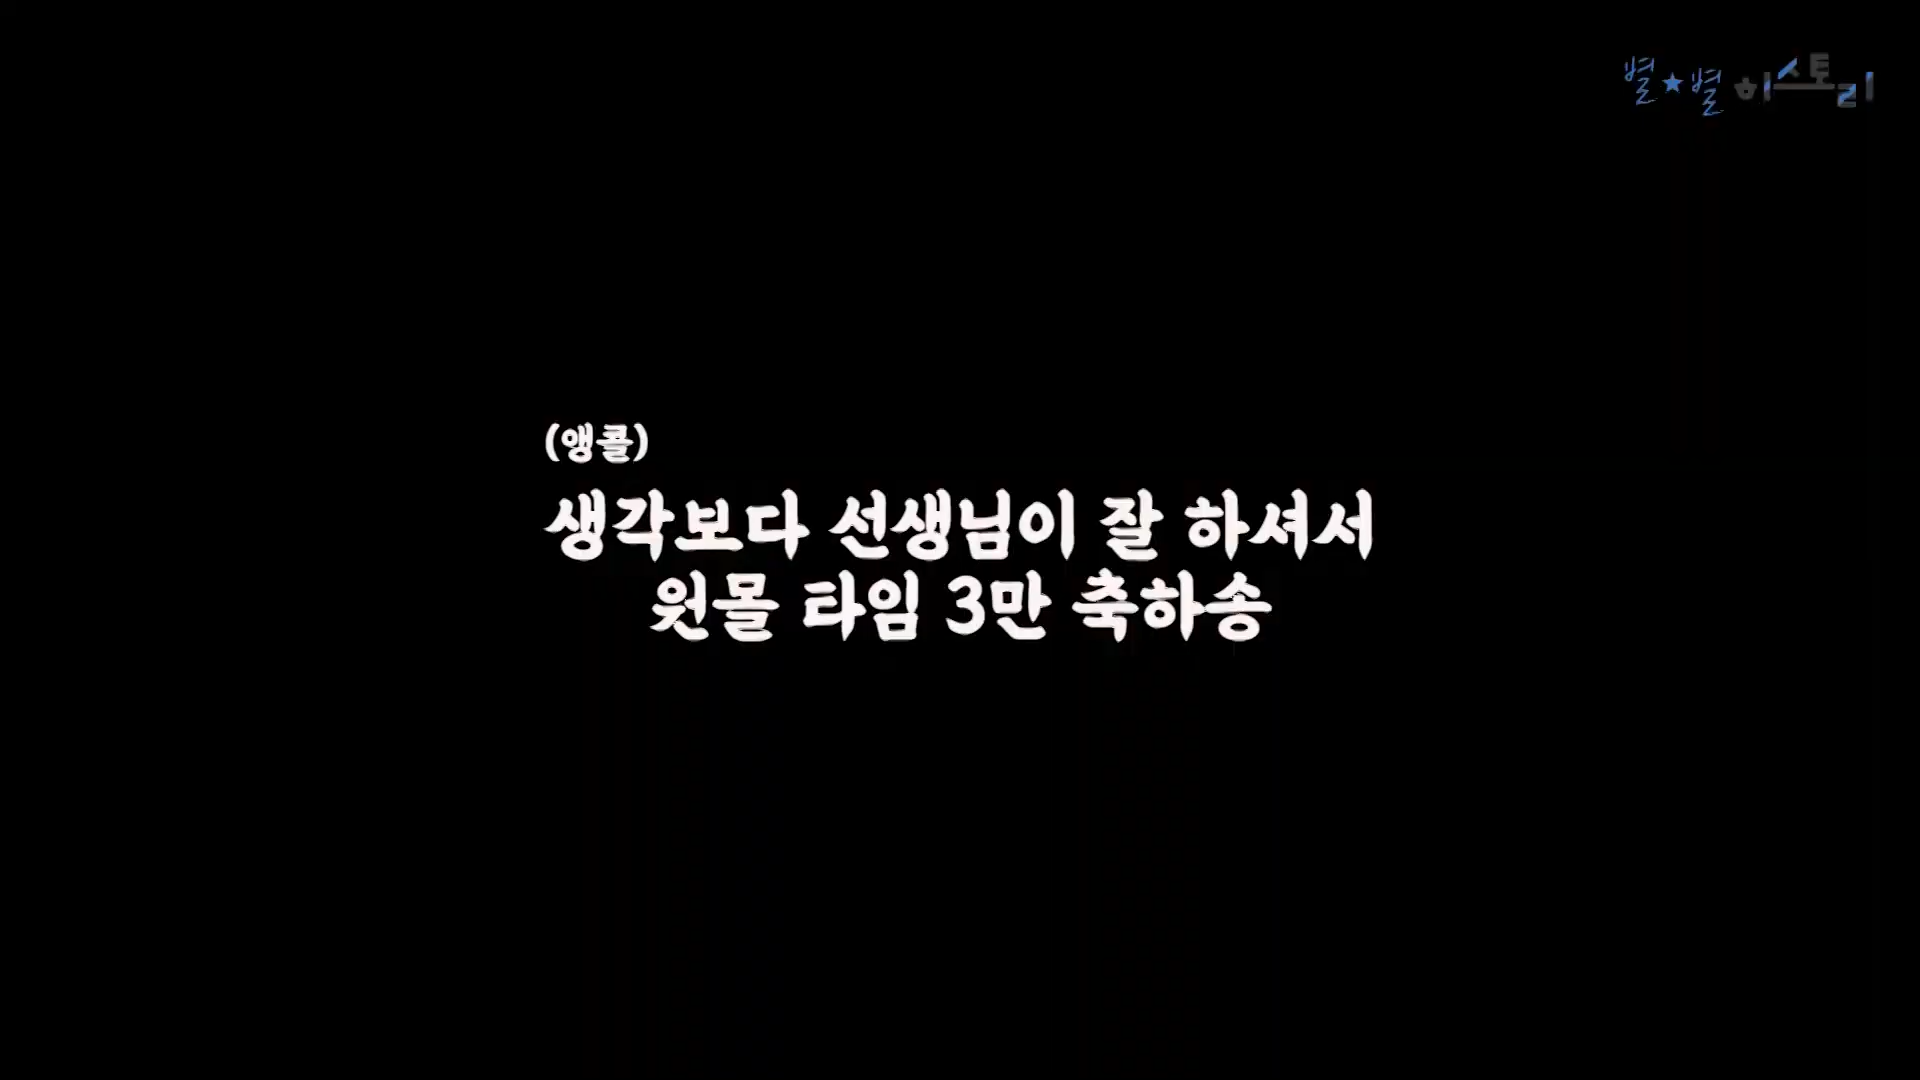 별★별 히스토리
(앵콜)
생각보다 선생님이 잘 하셔서
원몰 타임 3만 축하송